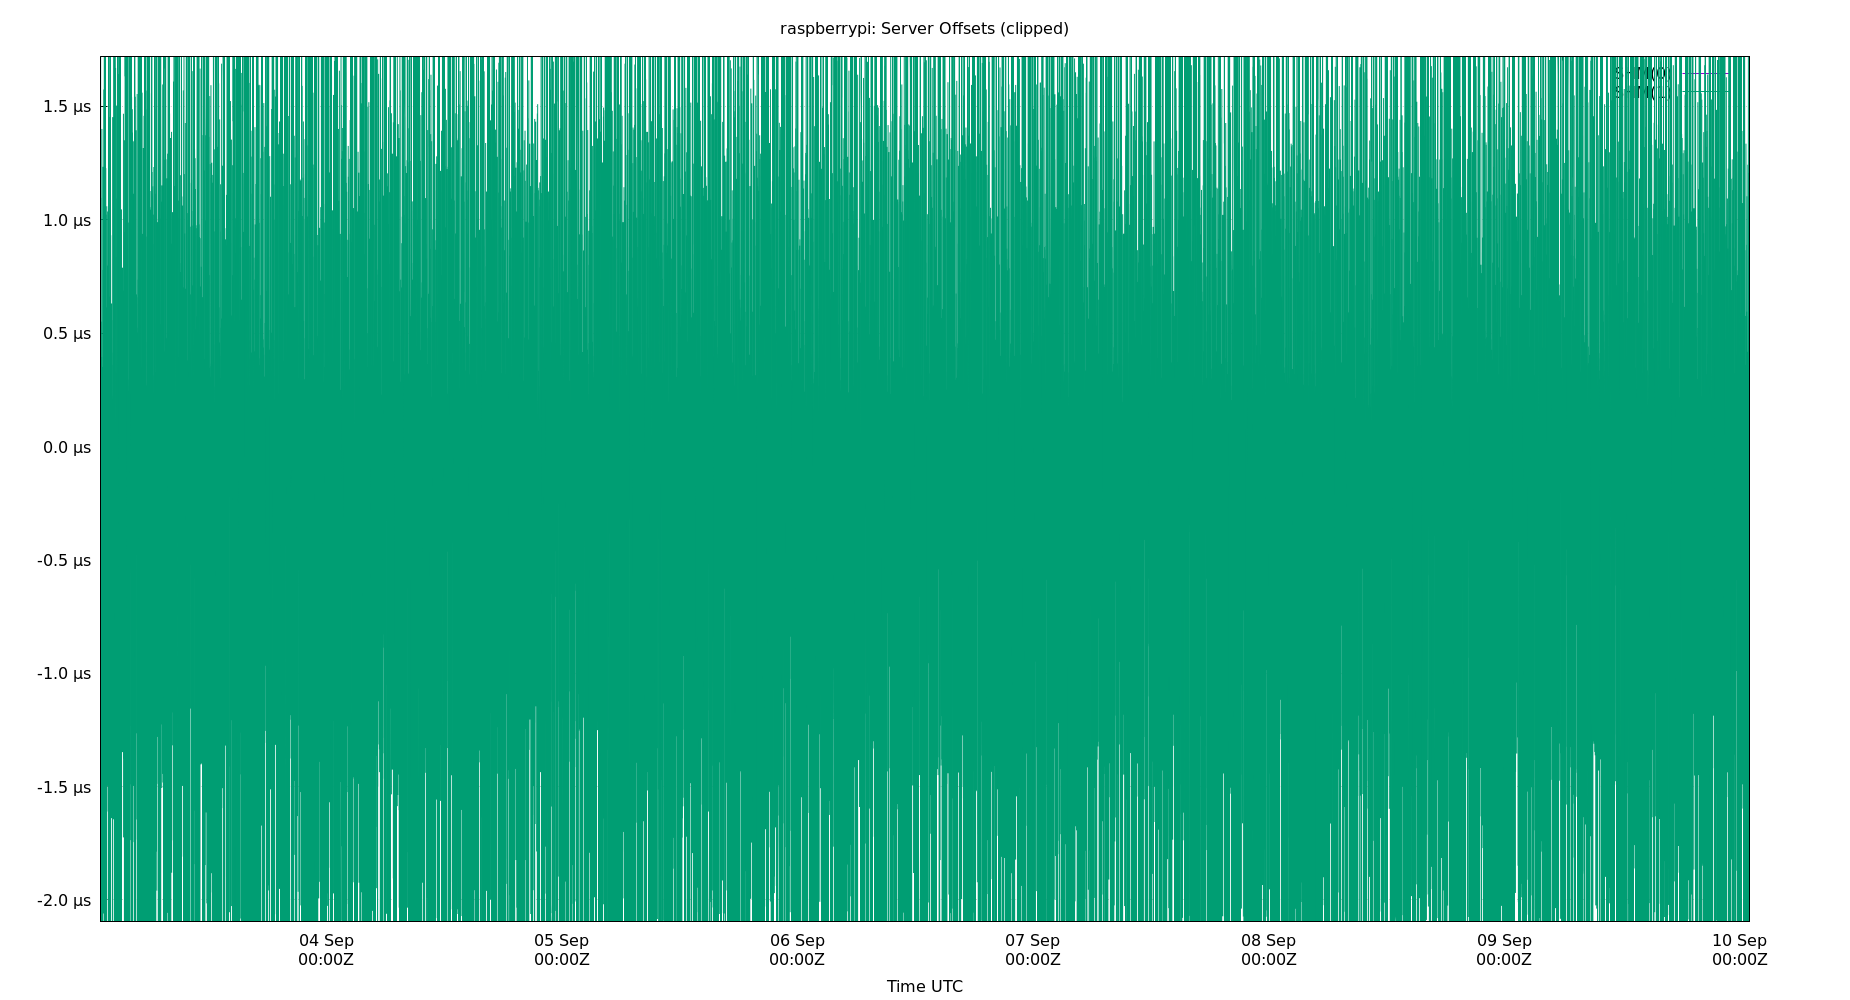 raspberrypi: Server Offsets (clipped)
SHM(0)
1.5 µs
1.0 µs
0.5 µs
0.0 µs
-0.5 µs
-1.0 µs
-1.5 µs
-2.0 µs
04 Sep 05 Sep 06 Sep 07 Sep 08 Sep 09 Sep 10 Sep
00:00Z 00:00Z 00:00Z 00:00Z 00:00Z 00:00Z 00:00Z
Time UTC